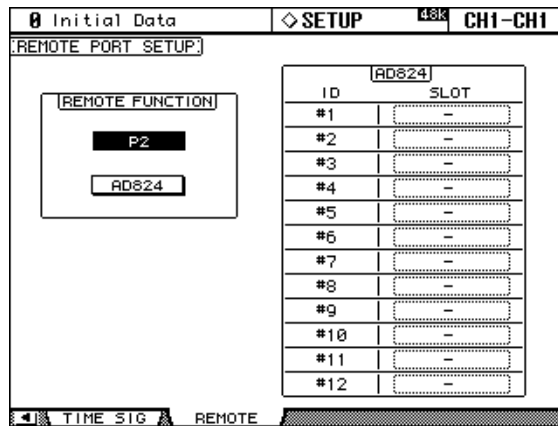 0 Initial Data ◇SETUP 48k CH1-CH1
REMOTE PORT SETUP
REMOTE FUNCTION
P2
AD824
AD824
ID SLOT
#1 –
#2 –
#3 –
#4 –
#5 –
#6 –
#7 –
#8 –
#9 –
#10 –
#11 –
#12 –
TIME SIG REMOTE